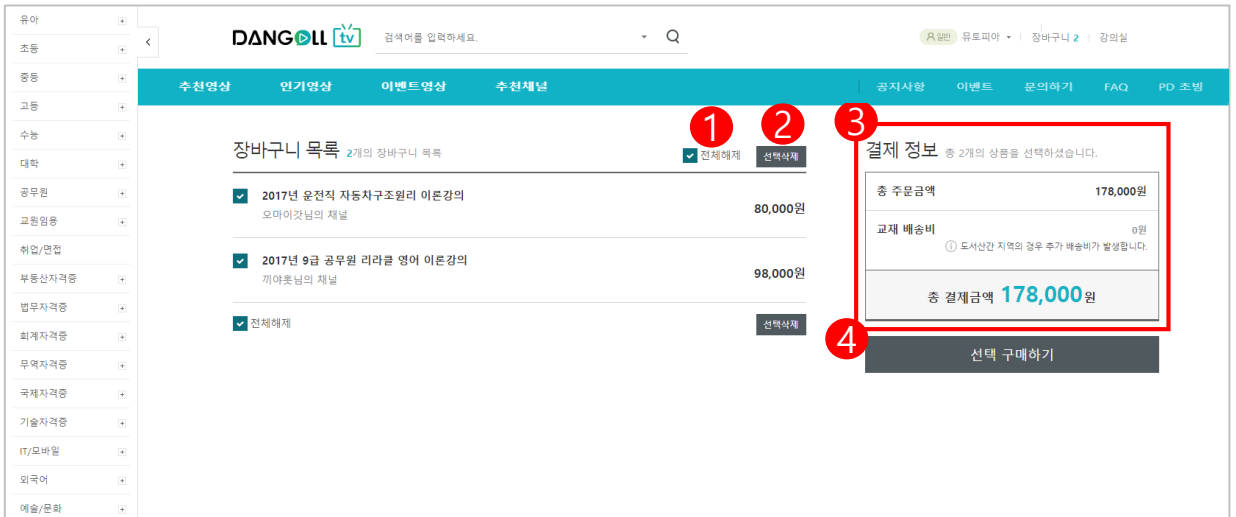 유아
초등
중등
고등
수능
대학
공무원
교원임용
취업/면접
부동산자격증
법무자격증
회계자격증
무역자격증
국제자격증
기술자격증
IT/모바일
외국어
예술/문화
DANGOLL tv
검색어를 입력하세요.
일반 뮤토피아 장바구니 2 강의실
추천영상 인기영상 이벤트영상 추천채널
공지사항 이벤트 문의하기 FAQ PD 초빙
장바구니 목록 2개의 장바구니 목록
1
전체해제
2
선택삭제
2017년 운전직 자동차구조원리 이론강의
오마이갓님의 채널
80,000원
2017년 9급 공무원 리라클 영어 이론강의
끼야홋님의 채널
98,000원
전체해제
선택삭제
3
결제 정보 총 2개의 상품을 선택하셨습니다.
총 주문금액 178,000원
교재 배송비 0원
도서산간 지역의 경우 추가 배송비가 발생합니다.
총 결제금액 178,000원
4
선택 구매하기